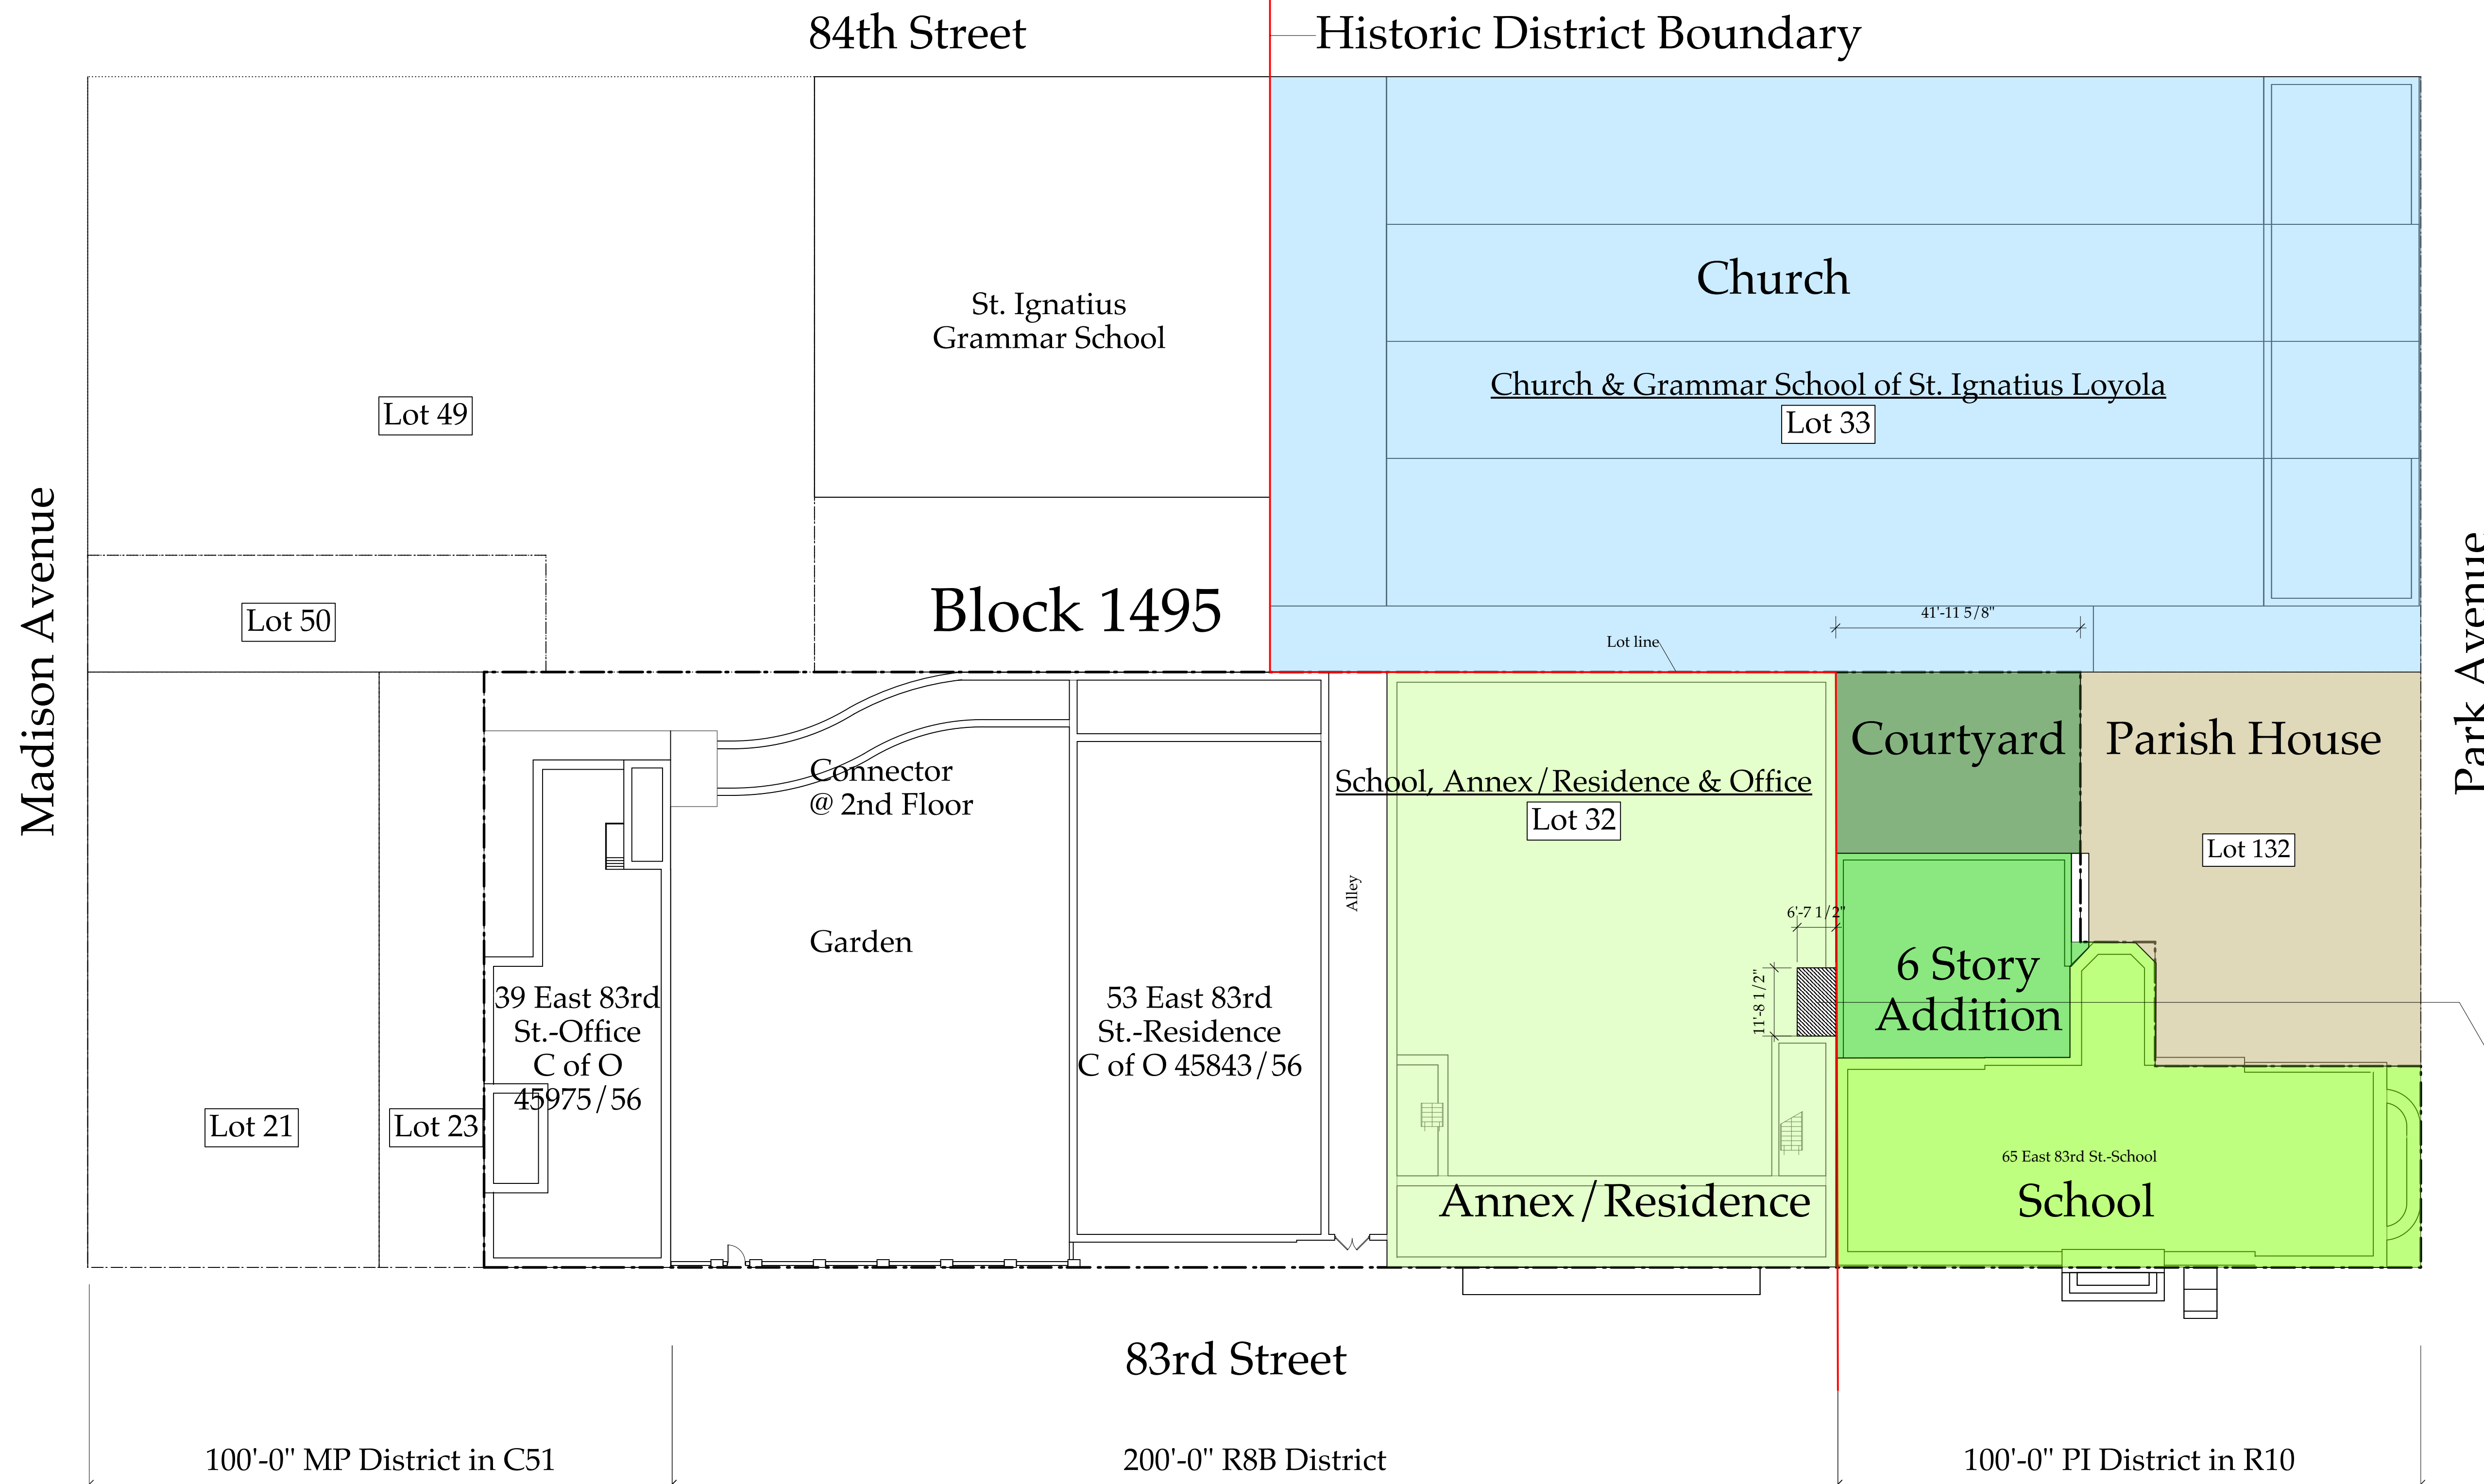 84th Street
Historic District Boundary
Church
St. Ignatius
Grammar School
Church & Grammar School of St. Ignatius Loyola
Lot 49
Lot 33
Madison Avenue
Park Avenue
Lot 50
Block 1495
41'-11 5/8"
Lot line
Courtyard
Parish House
Connector
@ 2nd Floor
School, Annex/Residence & Office
Lot 32
Lot 132
Alley
6'-7 1/2"
Garden
6 Story
Addition
11'-8 1/2"
39 East 83rd
St.-Office
C of O
45975/56
53 East 83rd
St.-Residence
C of O 45843/56
Lot 21
Lot 23
65 East 83rd St.-School
Annex/Residence
School
83rd Street
100'-0" MP District in C51
200'-0" R8B District
100'-0" PI District in R10